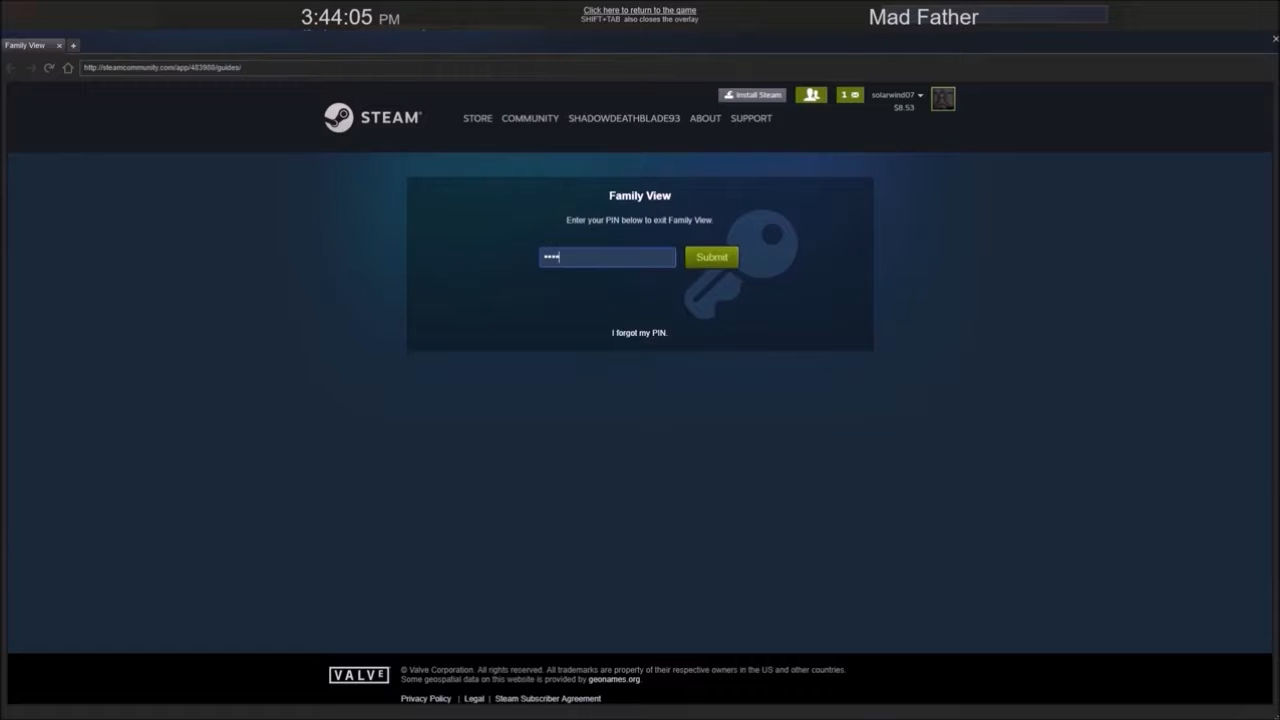 3:44:05 PM
Click here to return to the game
SHIFT+TAB also closes the overlay
Mad Father
Family View
http://steamcommunity.com/app/483980/guides/
Install Steam
1
solarwind07
$8.53
STEAM
STORE
COMMUNITY
SHADOWDEATHBLADE93
ABOUT
SUPPORT
Family View
Enter your PIN below to exit Family View.
****
Submit
I forgot my PIN.
VALVE
© Valve Corporation. All rights reserved. All trademarks are property of their respective owners in the US and other countries.
Some geospatial data on this website is provided by geonames.org
Privacy Policy | Legal | Steam Subscriber Agreement